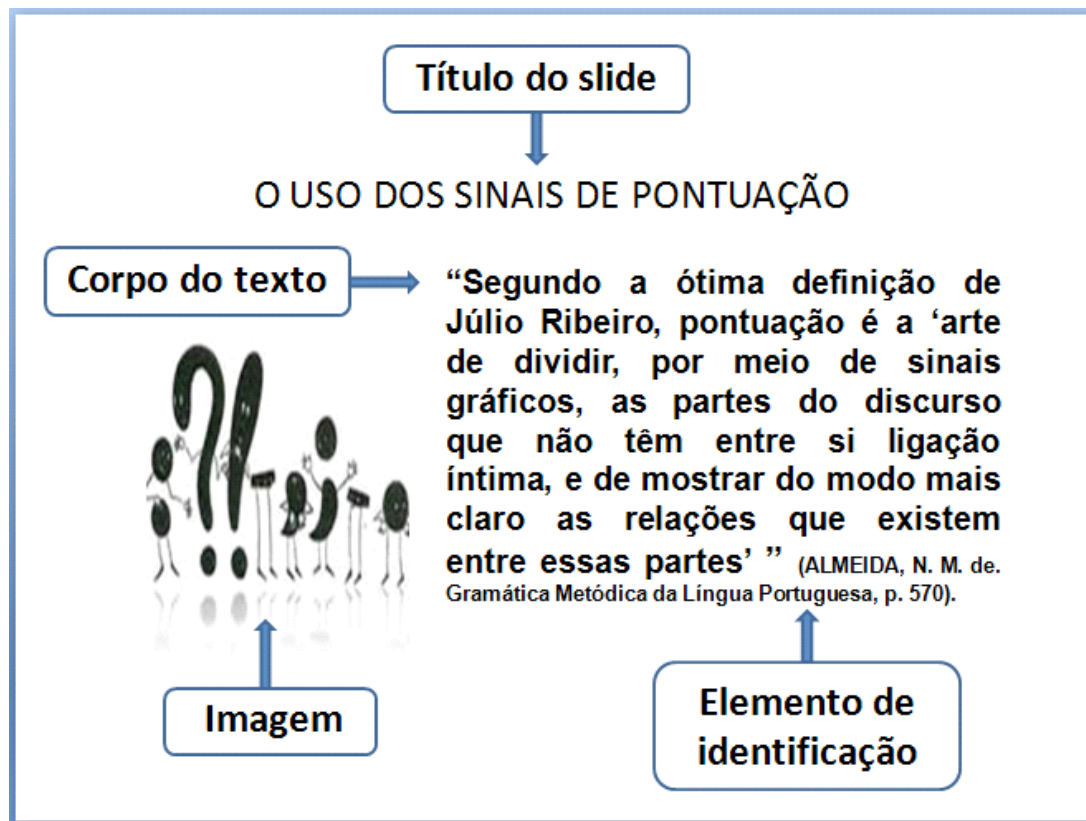 Título do slide
O USO DOS SINAIS DE PONTUAÇÃO
Corpo do texto
“Segundo a ótima definição de
Júlio Ribeiro, pontuação é a ‘arte
de dividir, por meio de sinais
gráficos, as partes do discurso
que não têm entre si ligação
íntima, e de mostrar do modo mais
claro as relações que existem
entre essas partes’ ” (ALMEIDA, N. M. de.
Gramática Metódica da Língua Portuguesa, p. 570).
Imagem
Elemento de
identificação